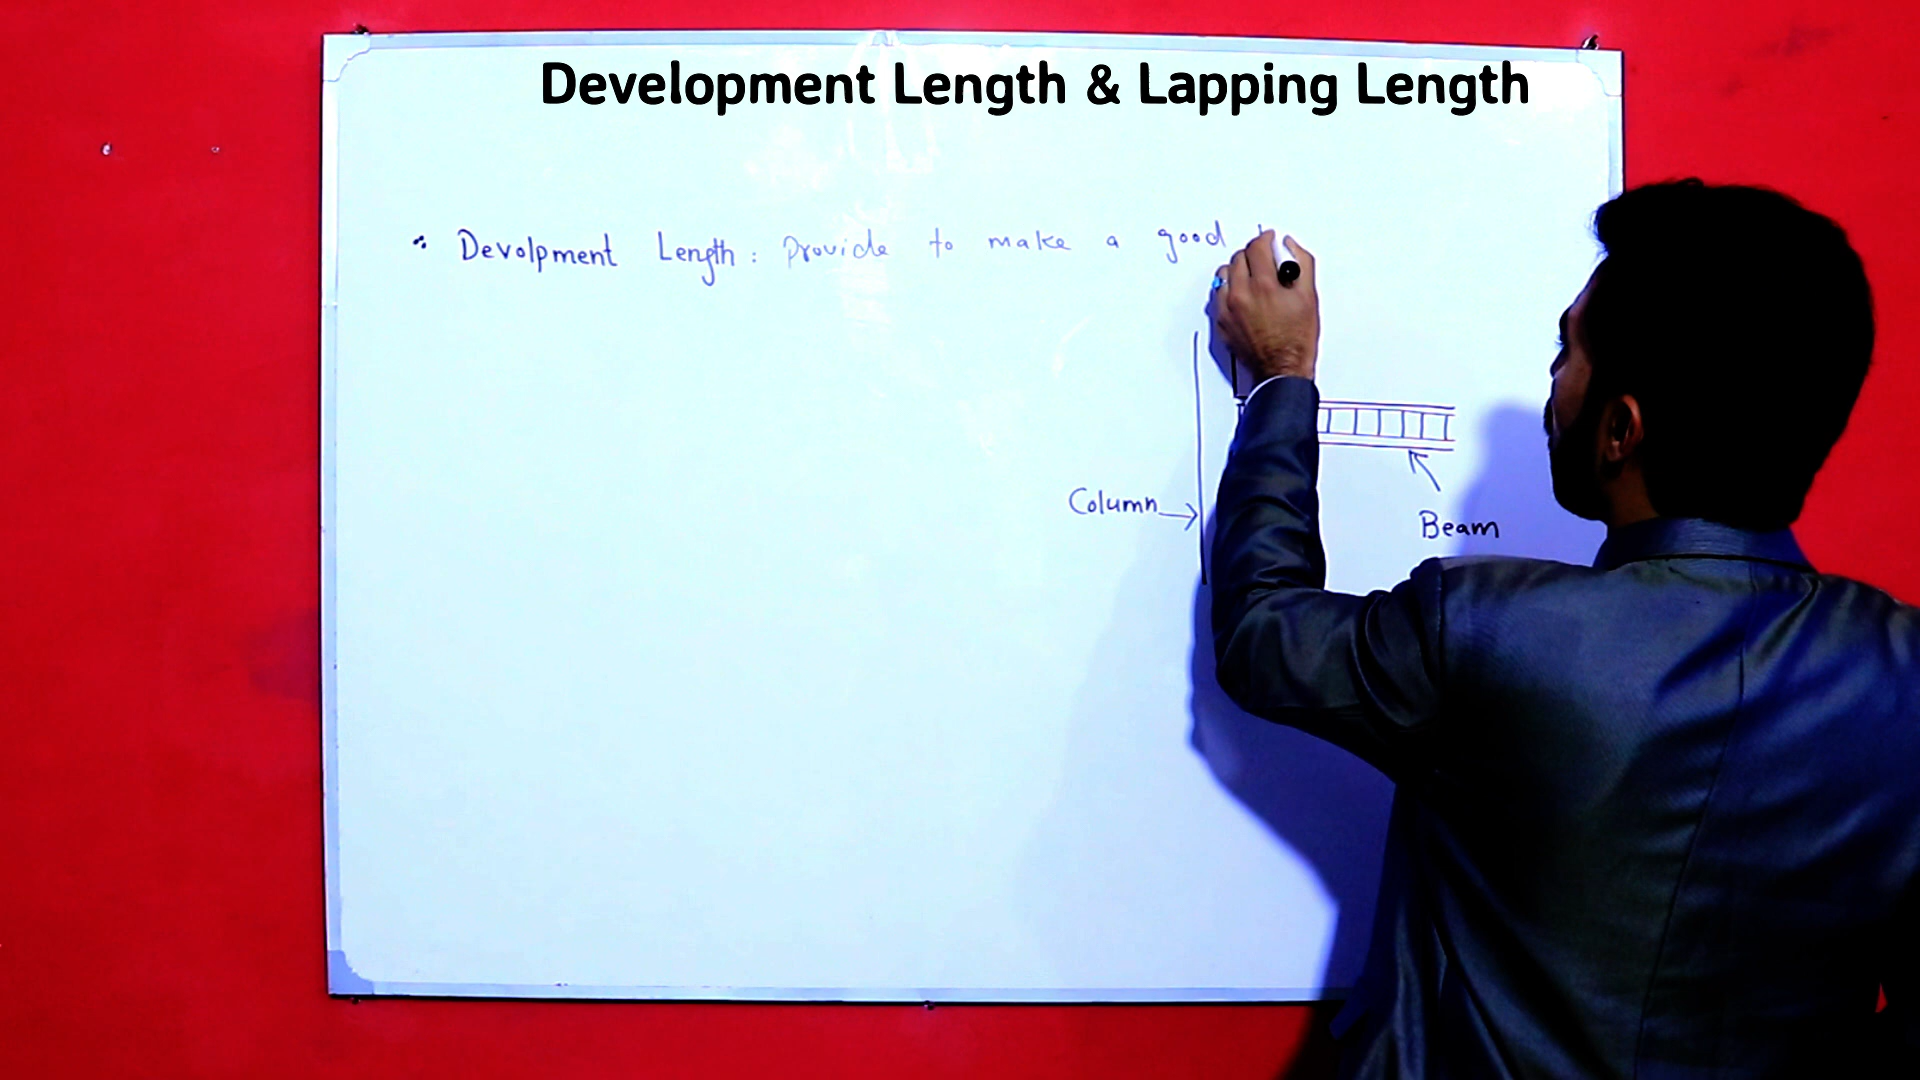 Development Length & Lapping Length
Devolpment Length : Provide to make a good
Column
Beam